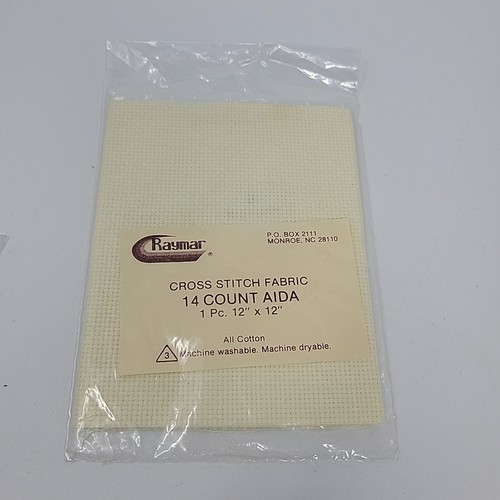 Raymar ®
P.O. BOX 2111
MONROE, NC 28110
CROSS STITCH FABRIC
14 COUNT AIDA
1 Pc. 12" x 12"
All Cotton
3 Machine washable. Machine dryable.